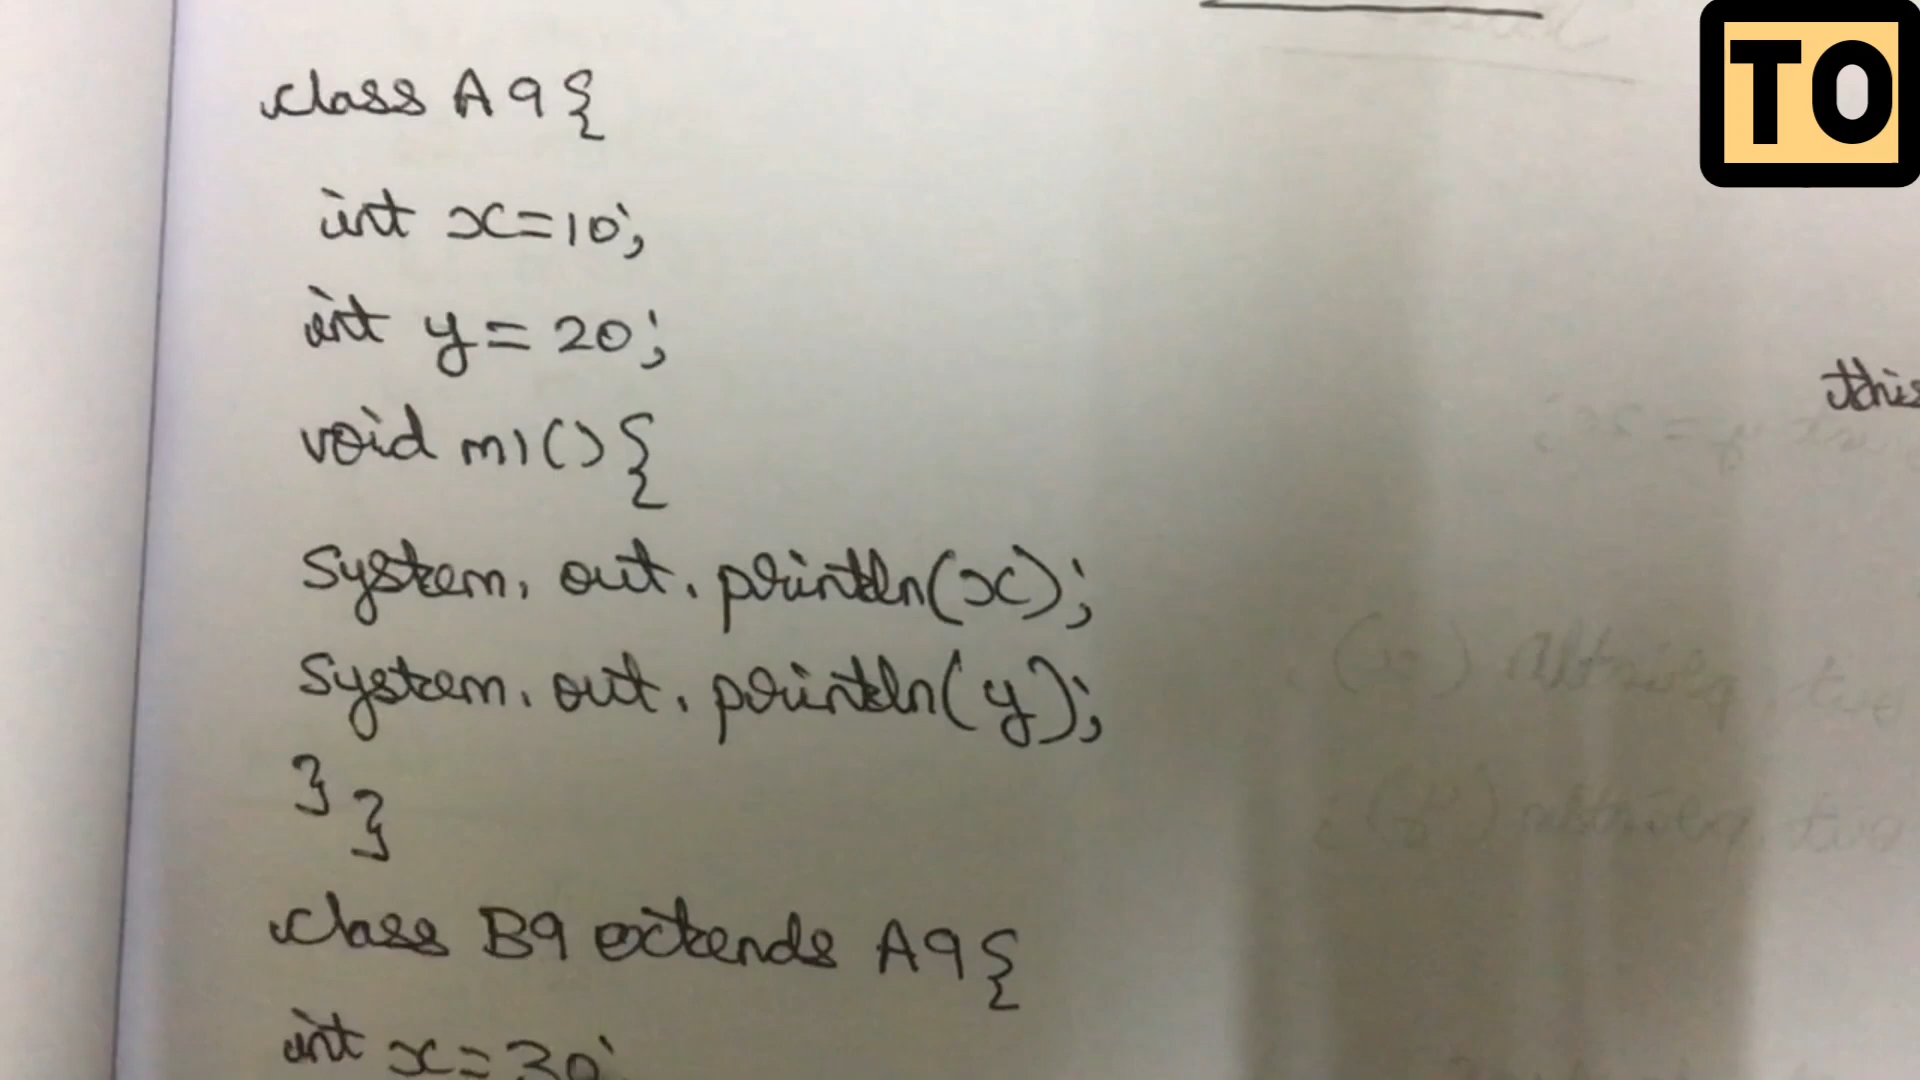 class A9{
int x=10;
int y=20;
void m1(){
System.out.println(x);
System.out.println(y);
}}
class B9 extends A9{
int x=30;
this
TO